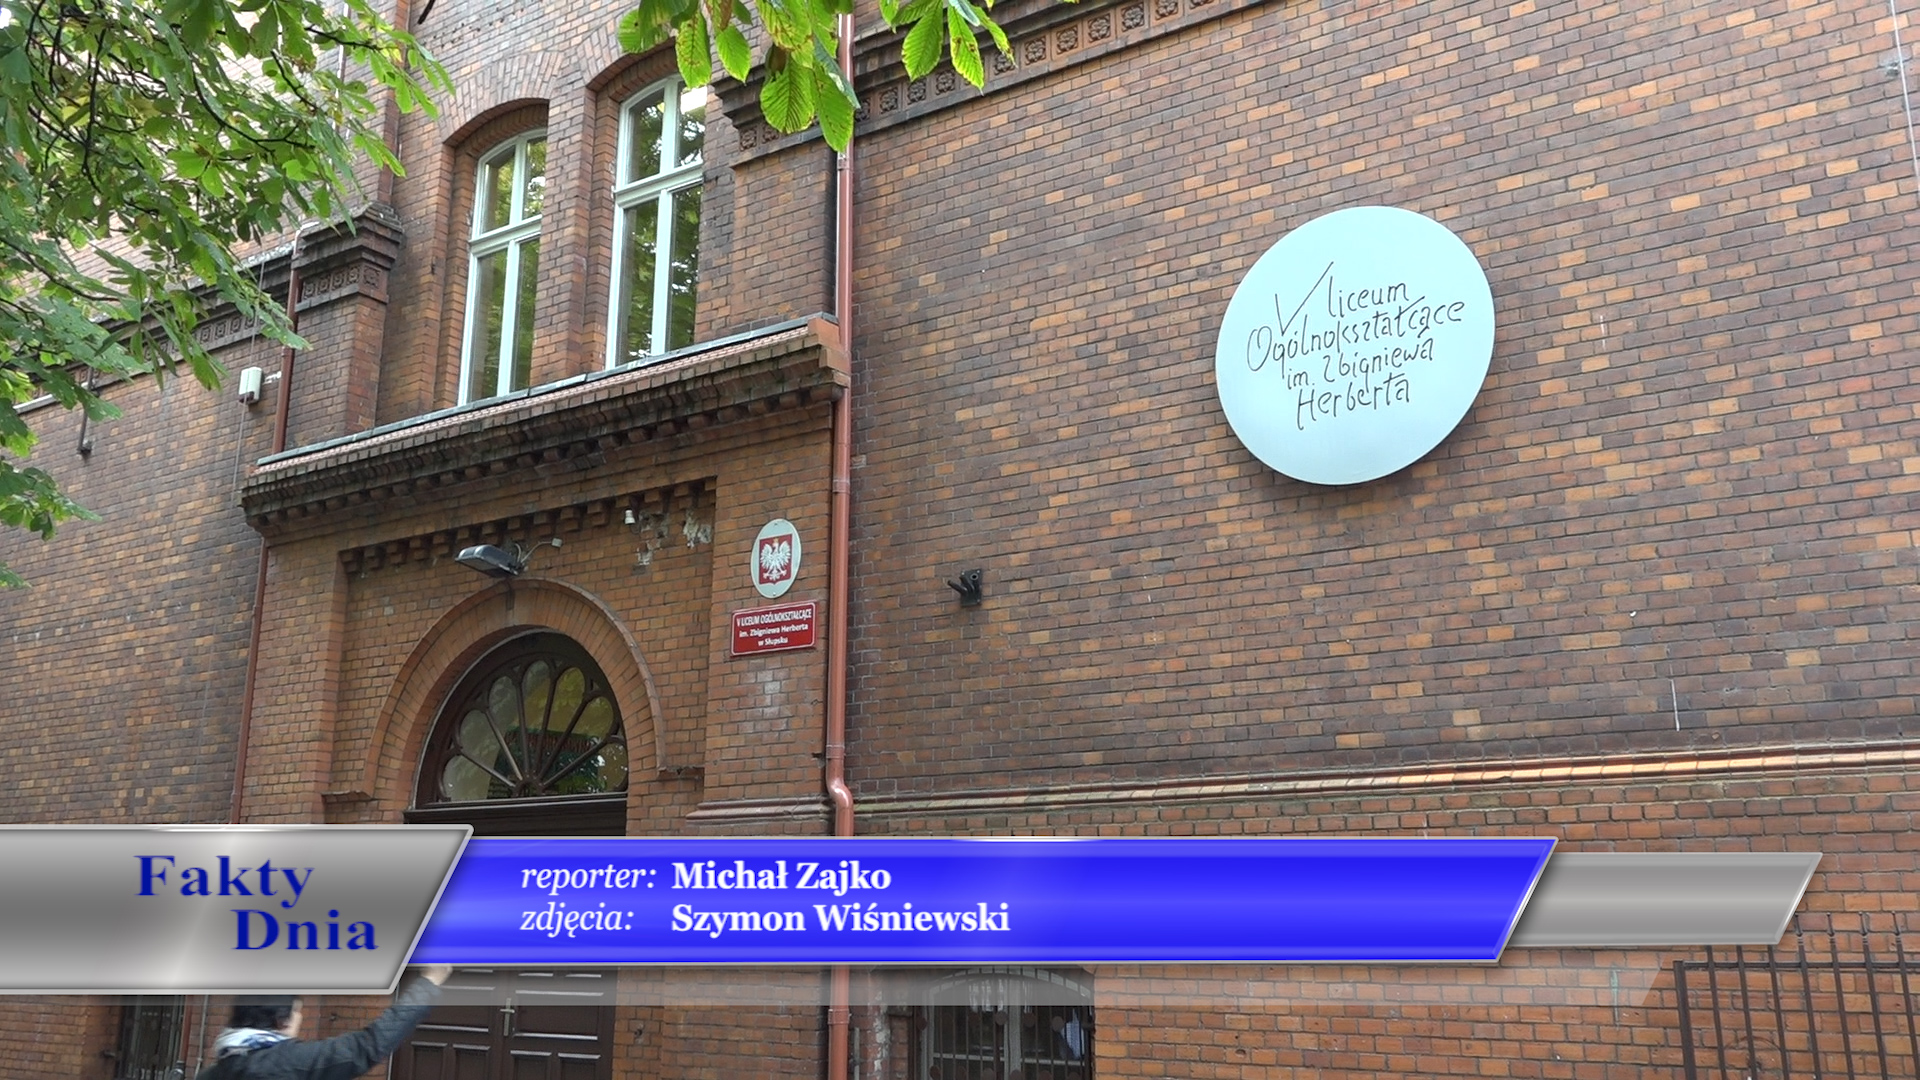 V liceum
Ogólnokształcące
im. Zbigniewa
Herberta
V LICEUM OGÓLNOKSZTAŁCĄCE
im. Zbigniewa Herberta
w Słupsku
Fakty
Dnia
reporter: Michał Zajko
zdjęcia: Szymon Wiśniewski